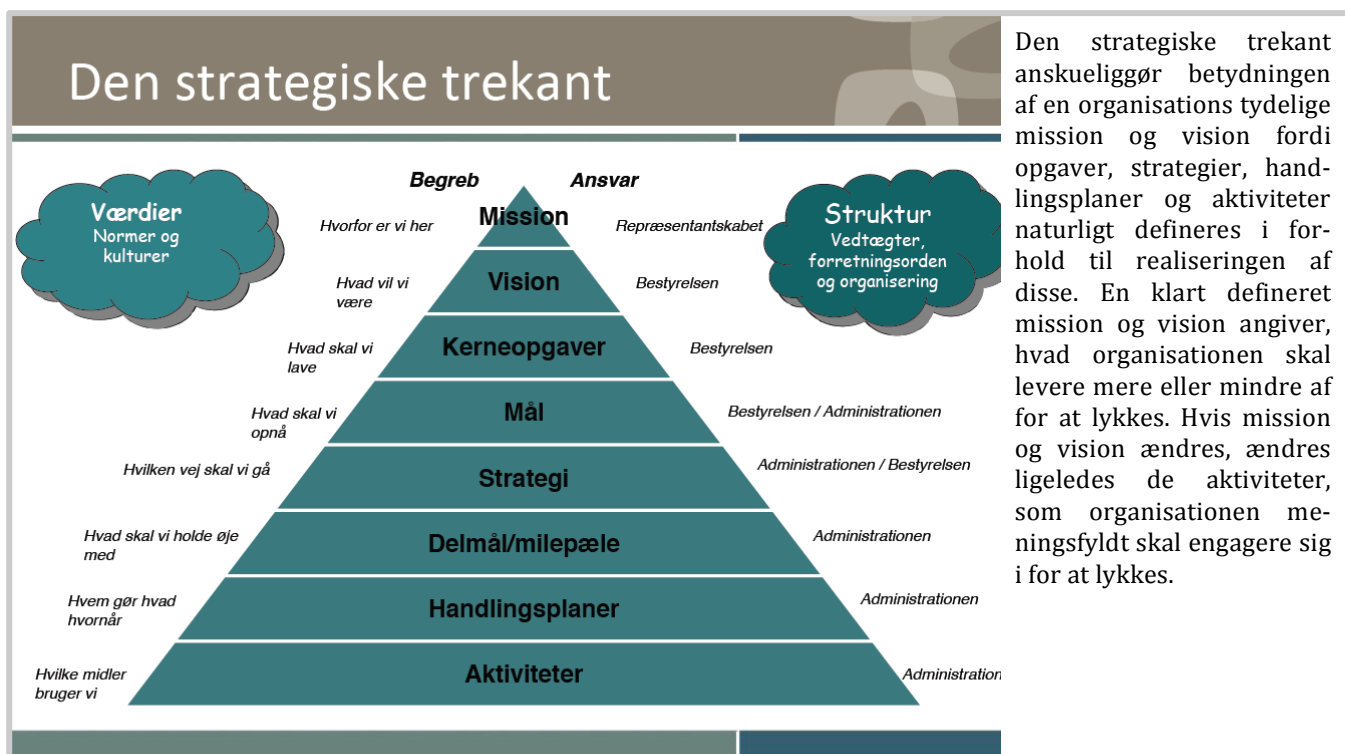 Den strategiske trekant
Begreb
Ansvar
Værdier
Normer og
kulturer
Struktur
Vedtægter,
forretningsorden
og organisering
Hvorfor er vi her
Mission
Repræsentantskabet
Hvad vil vi
være
Vision
Bestyrelsen
Hvad skal vi
lave
Kerneopgaver
Bestyrelsen
Hvad skal vi
opnå
Mål
Bestyrelsen / Administrationen
Hvilken vej skal vi gå
Strategi
Administrationen / Bestyrelsen
Hvad skal vi holde øje
med
Delmål/milepæle
Administrationen
Hvem gør hvad
hvornår
Handlingsplaner
Administrationen
Hvilke midler
bruger vi
Aktiviteter
Administration
Den strategiske trekant
anskueliggør betydningen
af en organisations tydelige
mission og vision fordi
opgaver, strategier, hand-
lingsplaner og aktiviteter
naturligt defineres i for-
hold til realiseringen af
disse. En klart defineret
mission og vision angiver,
hvad organisationen skal
levere mere eller mindre af
for at lykkes. Hvis mission
og vision ændres, ændres
ligeledes de aktiviteter,
som organisationen me-
ningsfyldt skal engagere sig
i for at lykkes.